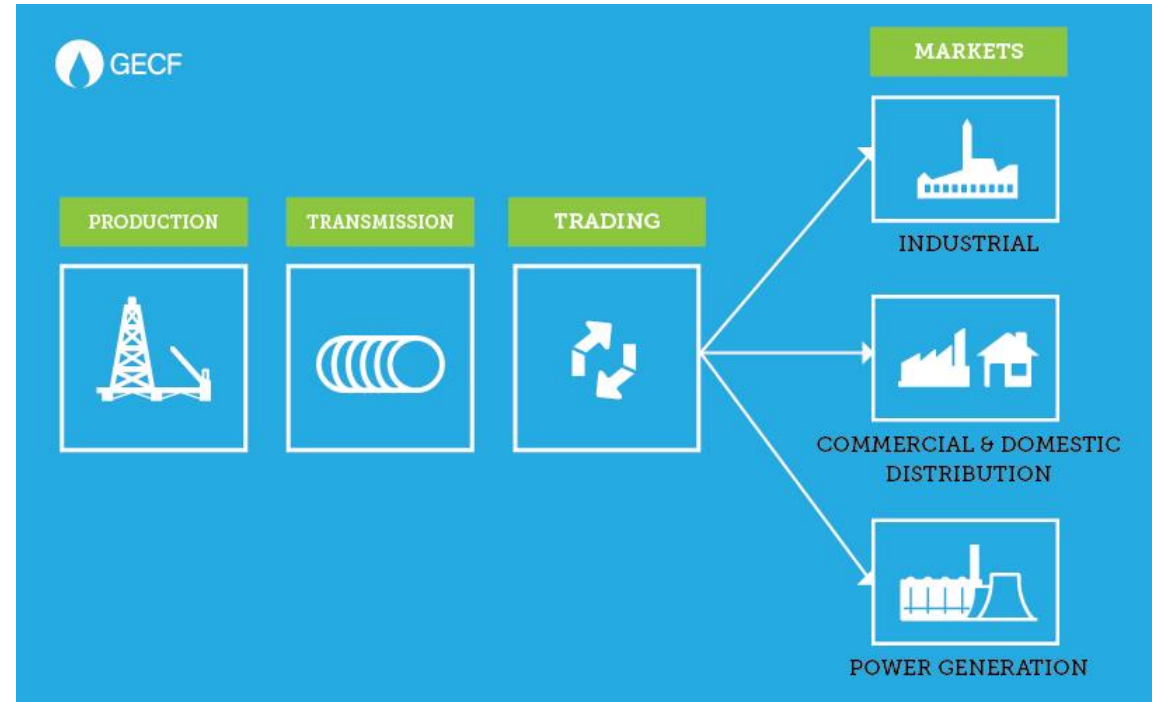 GECF
MARKETS
PRODUCTION
TRANSMISSION
TRADING
INDUSTRIAL
COMMERCIAL & DOMESTIC
DISTRIBUTION
POWER GENERATION